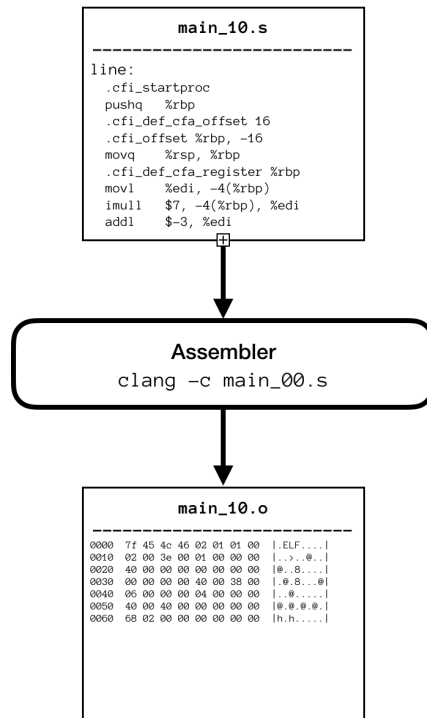 main_10.s
line:
.cfi_startproc
pushq %rbp
.cfi_def_cfa_offset 16
.cfi_offset %rbp, -16
movq %rsp, %rbp
.cfi_def_cfa_register %rbp
movl %edi, -4(%rbp)
imull $7, -4(%rbp), %edi
addl $-3, %edi
Assembler
clang -c main_00.s
main_10.o
0000 7f 45 4c 46 02 01 01 00 |.ELF....|
0010 02 00 3e 00 01 00 00 00 |..>..@..|
0020 40 00 00 00 00 00 00 00 |@..8....|
0030 00 00 00 00 40 00 38 00 |.@.8...@|
0040 06 00 00 00 04 00 00 00 |..@.....|
0050 40 00 40 00 00 00 00 00 |@.@.@.@.|
0060 68 02 00 00 00 00 00 00 |h.h.....|